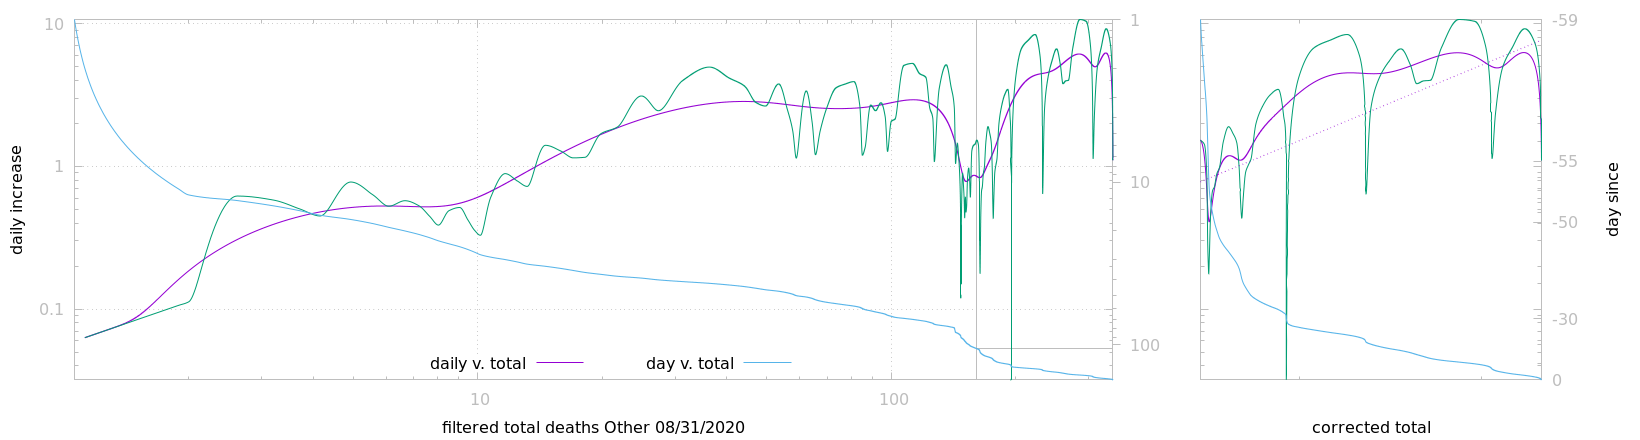 10
1
0.1
daily increase
1
10
100
-59
-55
-50
-30
0
day since
daily v. total
day v. total
10
100
filtered total deaths Other 08/31/2020
corrected total